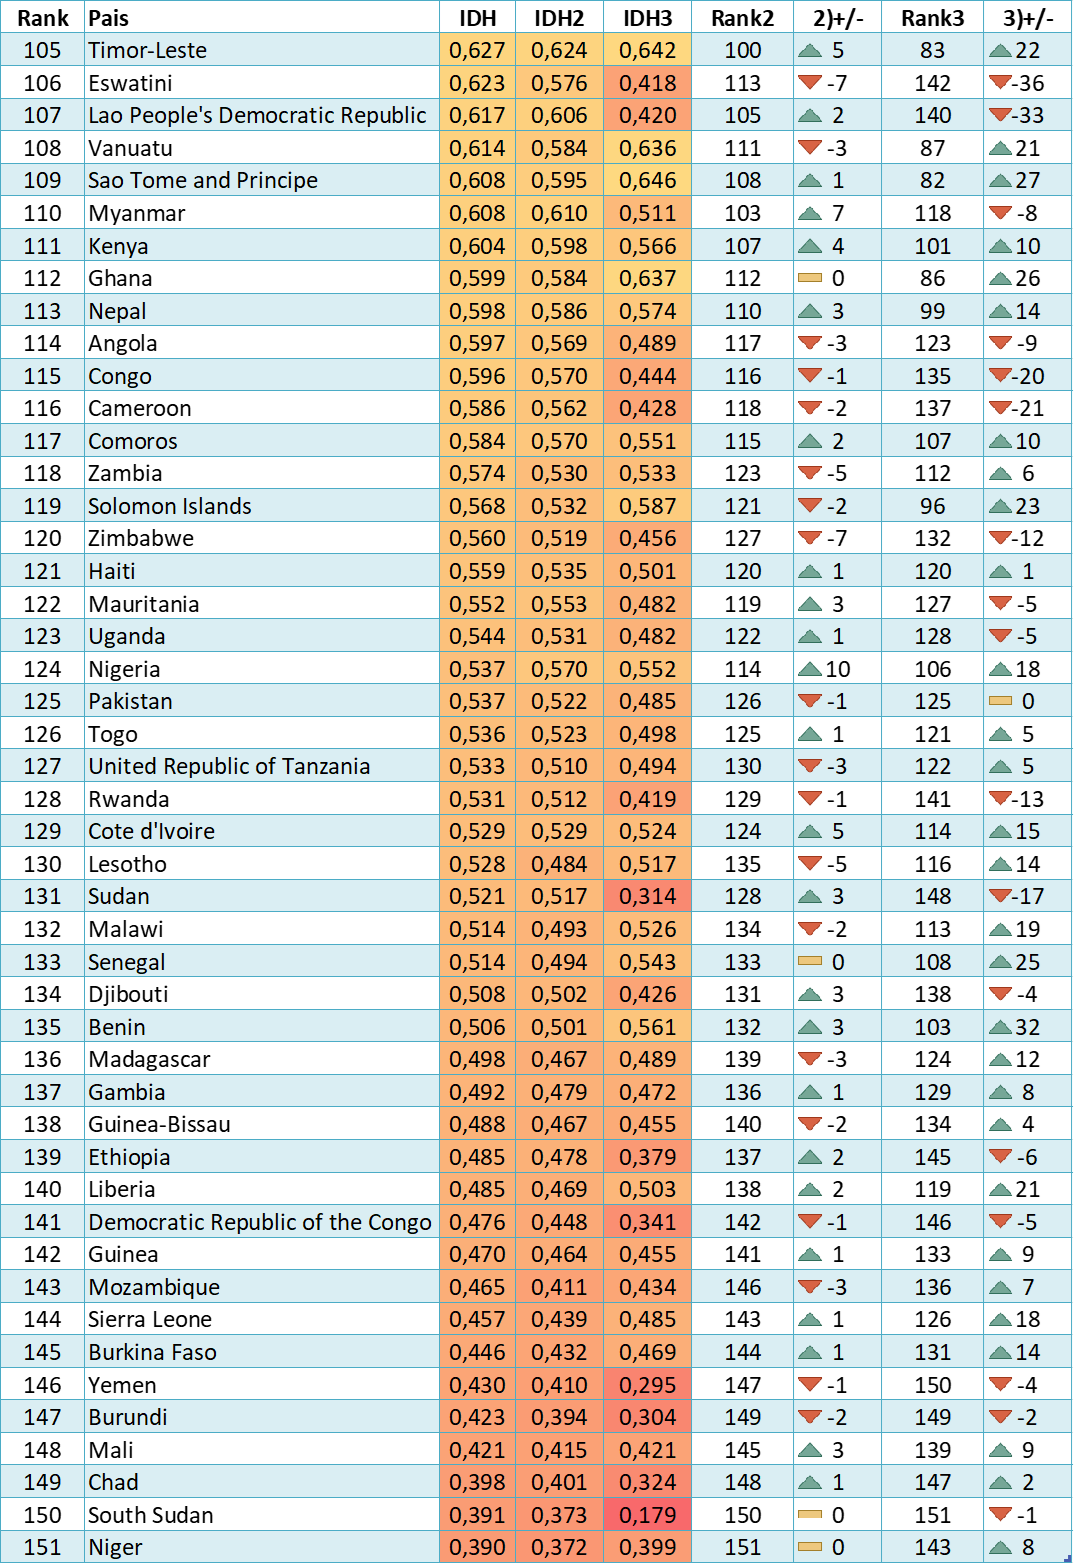 Rank Pais IDH IDH2 IDH3 Rank2 2)+/- Rank3 3)+/-
105 Timor-Leste 0,627 0,624 0,642 100 5 83 22
106 Eswatini 0,623 0,576 0,418 113 -7 142 -36
107 Lao People's Democratic Republic 0,617 0,606 0,420 105 2 140 -33
108 Vanuatu 0,614 0,584 0,636 111 -3 87 21
109 Sao Tome and Principe 0,608 0,595 0,646 108 1 82 27
110 Myanmar 0,608 0,610 0,511 103 7 118 -8
111 Kenya 0,604 0,598 0,566 107 4 101 10
112 Ghana 0,599 0,584 0,637 112 0 86 26
113 Nepal 0,598 0,586 0,574 110 3 99 14
114 Angola 0,597 0,569 0,489 117 -3 123 -9
115 Congo 0,596 0,570 0,444 116 -1 135 -20
116 Cameroon 0,586 0,562 0,428 118 -2 137 -21
117 Comoros 0,584 0,570 0,551 115 2 107 10
118 Zambia 0,574 0,530 0,533 123 -5 112 6
119 Solomon Islands 0,568 0,532 0,587 121 -2 96 23
120 Zimbabwe 0,560 0,519 0,456 127 -7 132 -12
121 Haiti 0,559 0,535 0,501 120 1 120 1
122 Mauritania 0,552 0,553 0,482 119 3 127 -5
123 Uganda 0,544 0,531 0,482 122 1 128 -5
124 Nigeria 0,537 0,570 0,552 114 10 106 18
125 Pakistan 0,537 0,522 0,485 126 -1 125 0
126 Togo 0,536 0,523 0,498 125 1 121 5
127 United Republic of Tanzania 0,533 0,510 0,494 130 -3 122 5
128 Rwanda 0,531 0,512 0,419 129 -1 141 -13
129 Cote d'Ivoire 0,529 0,529 0,524 124 5 114 15
130 Lesotho 0,528 0,484 0,517 135 -5 116 14
131 Sudan 0,521 0,517 0,314 128 3 148 -17
132 Malawi 0,514 0,493 0,526 134 -2 113 19
133 Senegal 0,514 0,494 0,543 133 0 108 25
134 Djibouti 0,508 0,502 0,426 131 3 138 -4
135 Benin 0,506 0,501 0,561 132 3 103 32
136 Madagascar 0,498 0,467 0,489 139 -3 124 12
137 Gambia 0,492 0,479 0,472 136 1 129 8
138 Guinea-Bissau 0,488 0,467 0,455 140 -2 134 4
139 Ethiopia 0,485 0,478 0,379 137 2 145 -6
140 Liberia 0,485 0,469 0,503 138 2 119 21
141 Democratic Republic of the Congo 0,476 0,448 0,341 142 -1 146 -5
142 Guinea 0,470 0,464 0,455 141 1 133 9
143 Mozambique 0,465 0,411 0,434 146 -3 136 7
144 Sierra Leone 0,457 0,439 0,485 143 1 126 18
145 Burkina Faso 0,446 0,432 0,469 144 1 131 14
146 Yemen 0,430 0,410 0,295 147 -1 150 -4
147 Burundi 0,423 0,394 0,304 149 -2 149 -2
148 Mali 0,421 0,415 0,421 145 3 139 9
149 Chad 0,398 0,401 0,324 148 1 147 2
150 South Sudan 0,391 0,373 0,179 150 0 151 -1
151 Niger 0,390 0,372 0,399 151 0 143 8